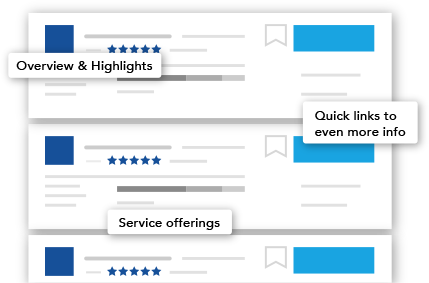 Overview & Highlights
Quick links to
even more info
Service offerings